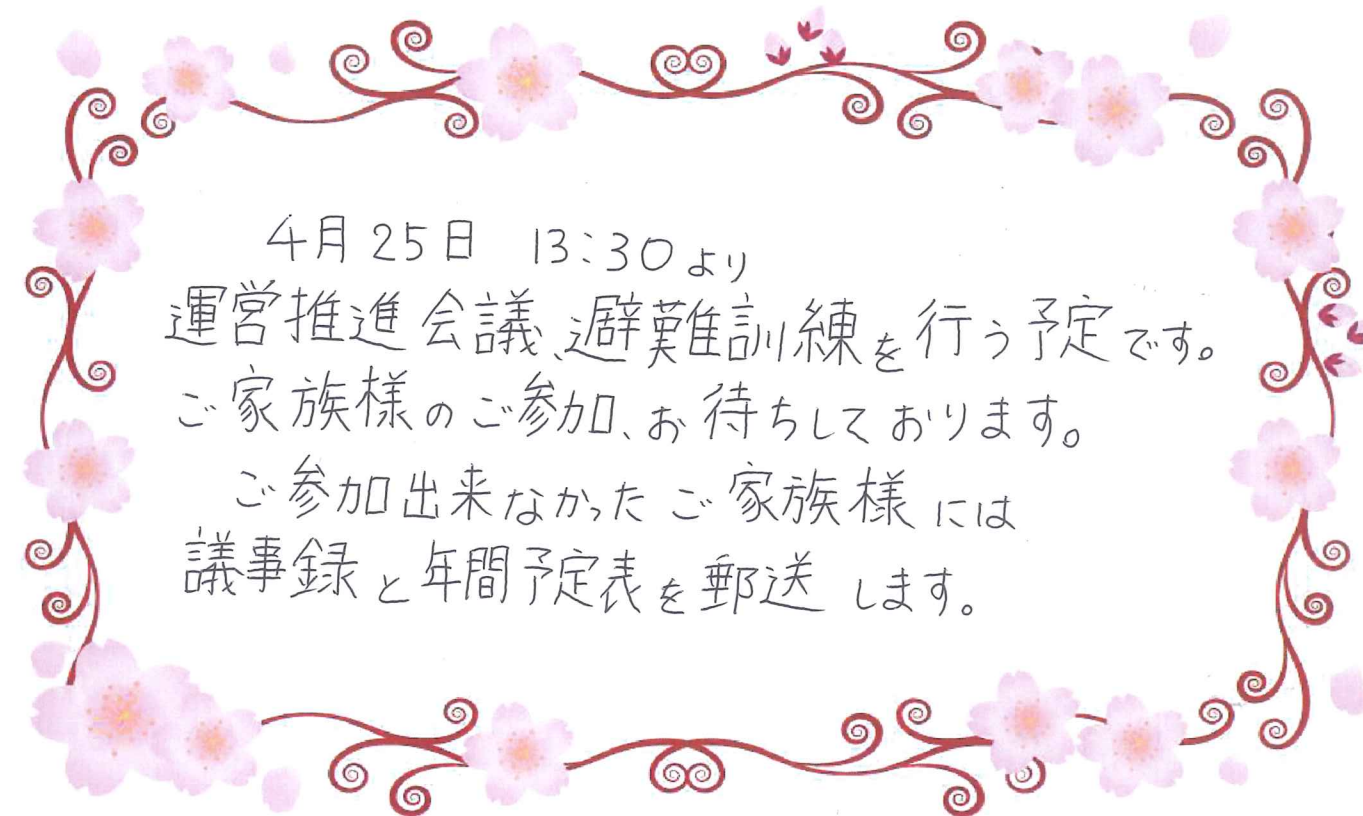 4月25日 13:30より
運営推進会議、避難訓練を行う予定です。
ご家族様のご参加、お待ちしております。
ご参加出来なかったご家族様には
議事録と年間予定表を郵送します。